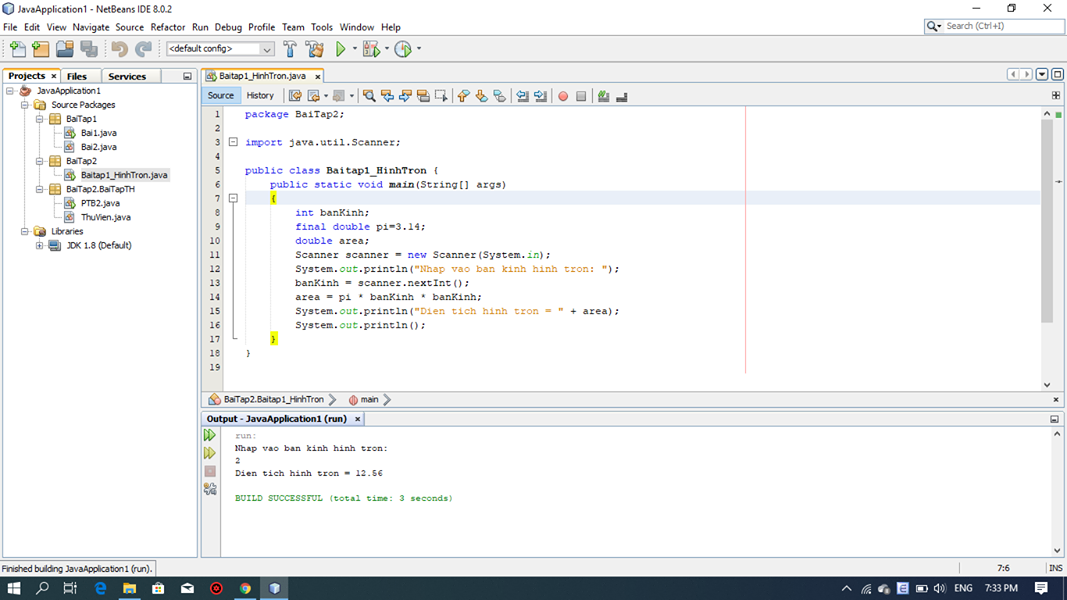 JavaApplication1 - NetBeans IDE 8.0.2
File Edit View Navigate Source Refactor Run Debug Profile Team Tools Window Help
Search (Ctrl+I)
<default config>
Projects × Files Services
Baitap1_HinhTron.java ×
JavaApplication1
Source Packages
BaiTap1
Bai1.java
Bai2.java
BaiTap2
Baitap1_HinhTron.java
BaiTap2.BaiTapTH
PTB2.java
ThuVien.java
Libraries
JDK 1.8 (Default)
Source History
1 package BaiTap2;
2
3 import java.util.Scanner;
4
5 public class Baitap1_HinhTron {
6 public static void main(String[] args)
7 {
8 int banKinh;
9 final double pi=3.14;
10 double area;
11 Scanner scanner = new Scanner(System.in);
12 System.out.println("Nhap vao ban kinh hinh tron: ");
13 banKinh = scanner.nextInt();
14 area = pi * banKinh * banKinh;
15 System.out.println("Dien tich hinh tron = " + area);
16 System.out.println();
17 }
18 }
19
BaiTap2.Baitap1_HinhTron main
Output - JavaApplication1 (run) ×
run:
Nhap vao ban kinh hinh tron:
2
Dien tich hinh tron = 12.56
BUILD SUCCESSFUL (total time: 3 seconds)
Finished building JavaApplication1 (run).
7:6 INS
ENG 7:33 PM